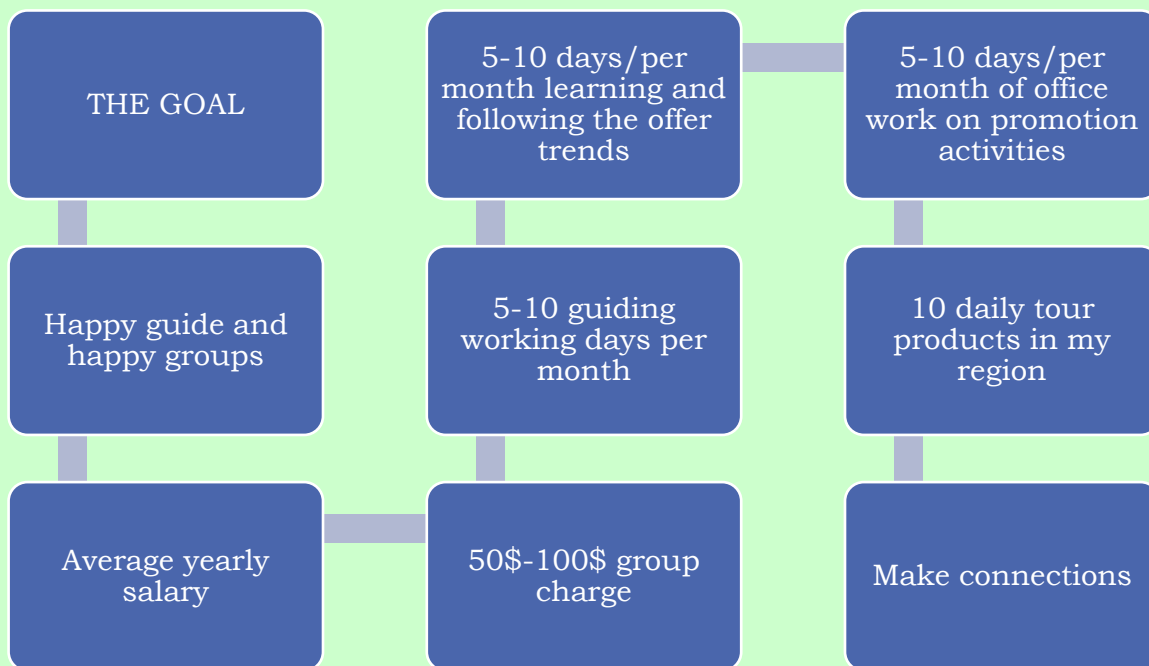 THE GOAL
Happy guide and
happy groups
Average yearly
salary
50$-100$ group
charge
5-10 guiding
working days per
month
5-10 days/per
month learning and
following the offer
trends
5-10 days/per
month of office
work on promotion
activities
10 daily tour
products in my
region
Make connections